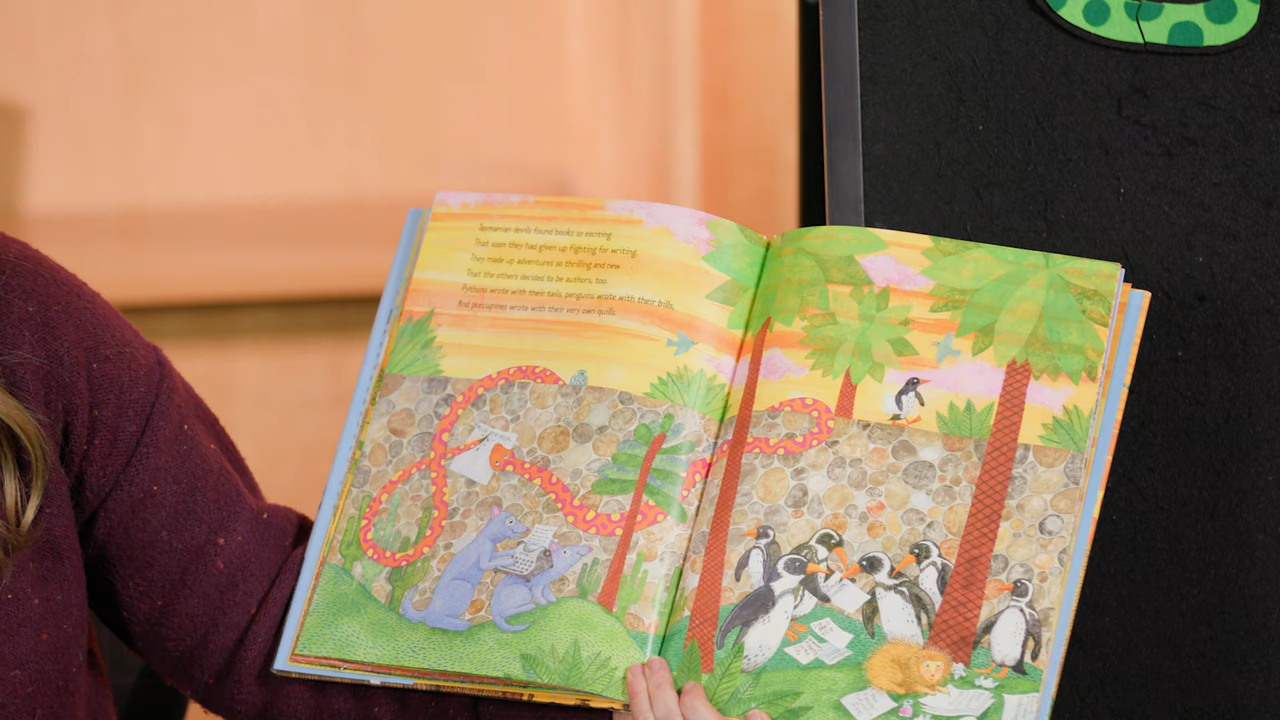 Tasmanian devils found books so exciting
That soon they had given up fighting for writing.
They made up adventures so thrilling and new
That the others decided to be authors, too.
Pythons wrote with their tails, penguins wrote with their bills,
And porcupines wrote with their very own quills.